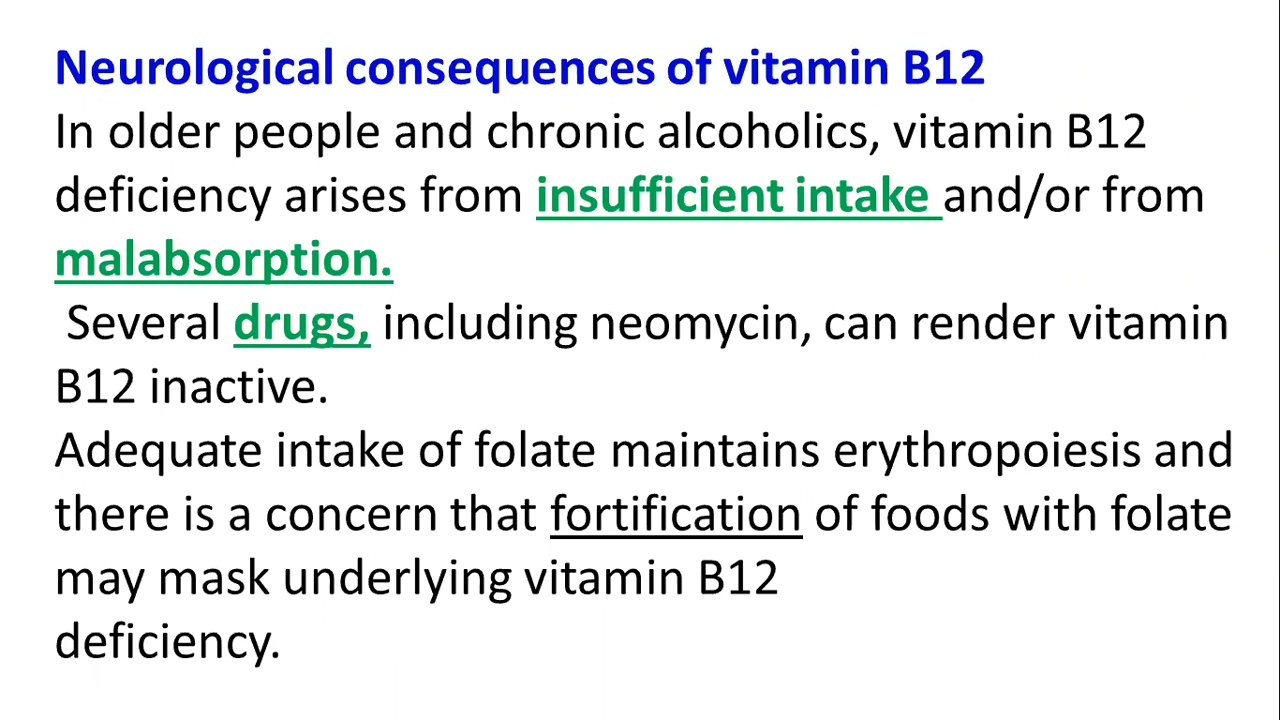 Neurological consequences of vitamin B12
In older people and chronic alcoholics, vitamin B12
deficiency arises from insufficient intake and/or from
malabsorption.
Several drugs, including neomycin, can render vitamin
B12 inactive.
Adequate intake of folate maintains erythropoiesis and
there is a concern that fortification of foods with folate
may mask underlying vitamin B12
deficiency.